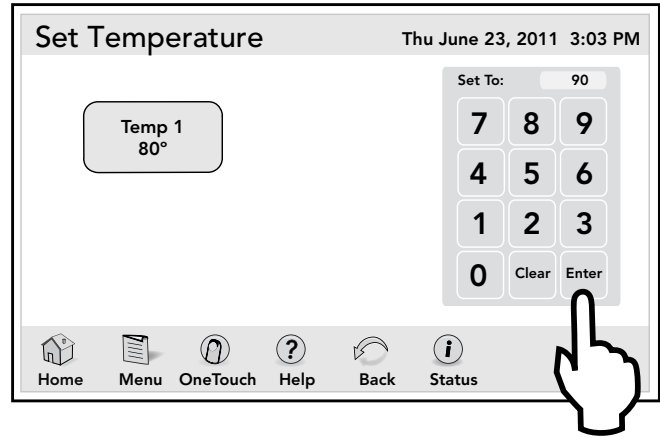 Set Temperature Thu June 23, 2011 3:03 PM
Set To: 90
Temp 1
80°
7 8 9
4 5 6
1 2 3
0 Clear Enter
? i
Home Menu OneTouch Help Back Status